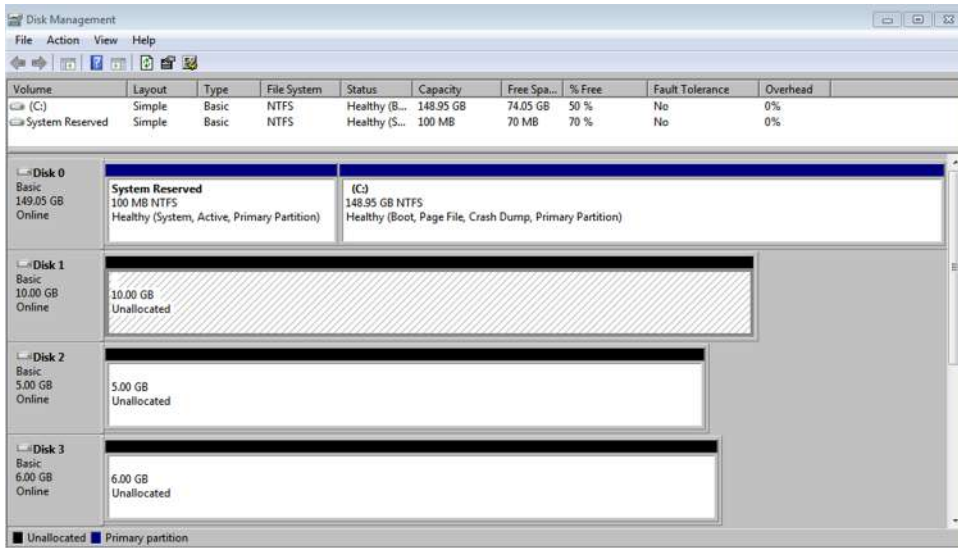 Disk Management
File Action View Help
Volume Layout Type File System Status Capacity Free Spa... % Free Fault Tolerance Overhead
(C:) Simple Basic NTFS Healthy (B... 148.95 GB 74.05 GB 50 % No 0%
System Reserved Simple Basic NTFS Healthy (S... 100 MB 70 MB 70 % No 0%
Disk 0
Basic
149.05 GB
Online
System Reserved
100 MB NTFS
Healthy (System, Active, Primary Partition)
(C:)
148.95 GB NTFS
Healthy (Boot, Page File, Crash Dump, Primary Partition)
Disk 1
Basic
10.00 GB
Online
10.00 GB
Unallocated
Disk 2
Basic
5.00 GB
Online
5.00 GB
Unallocated
Disk 3
Basic
6.00 GB
Online
6.00 GB
Unallocated
Unallocated Primary partition